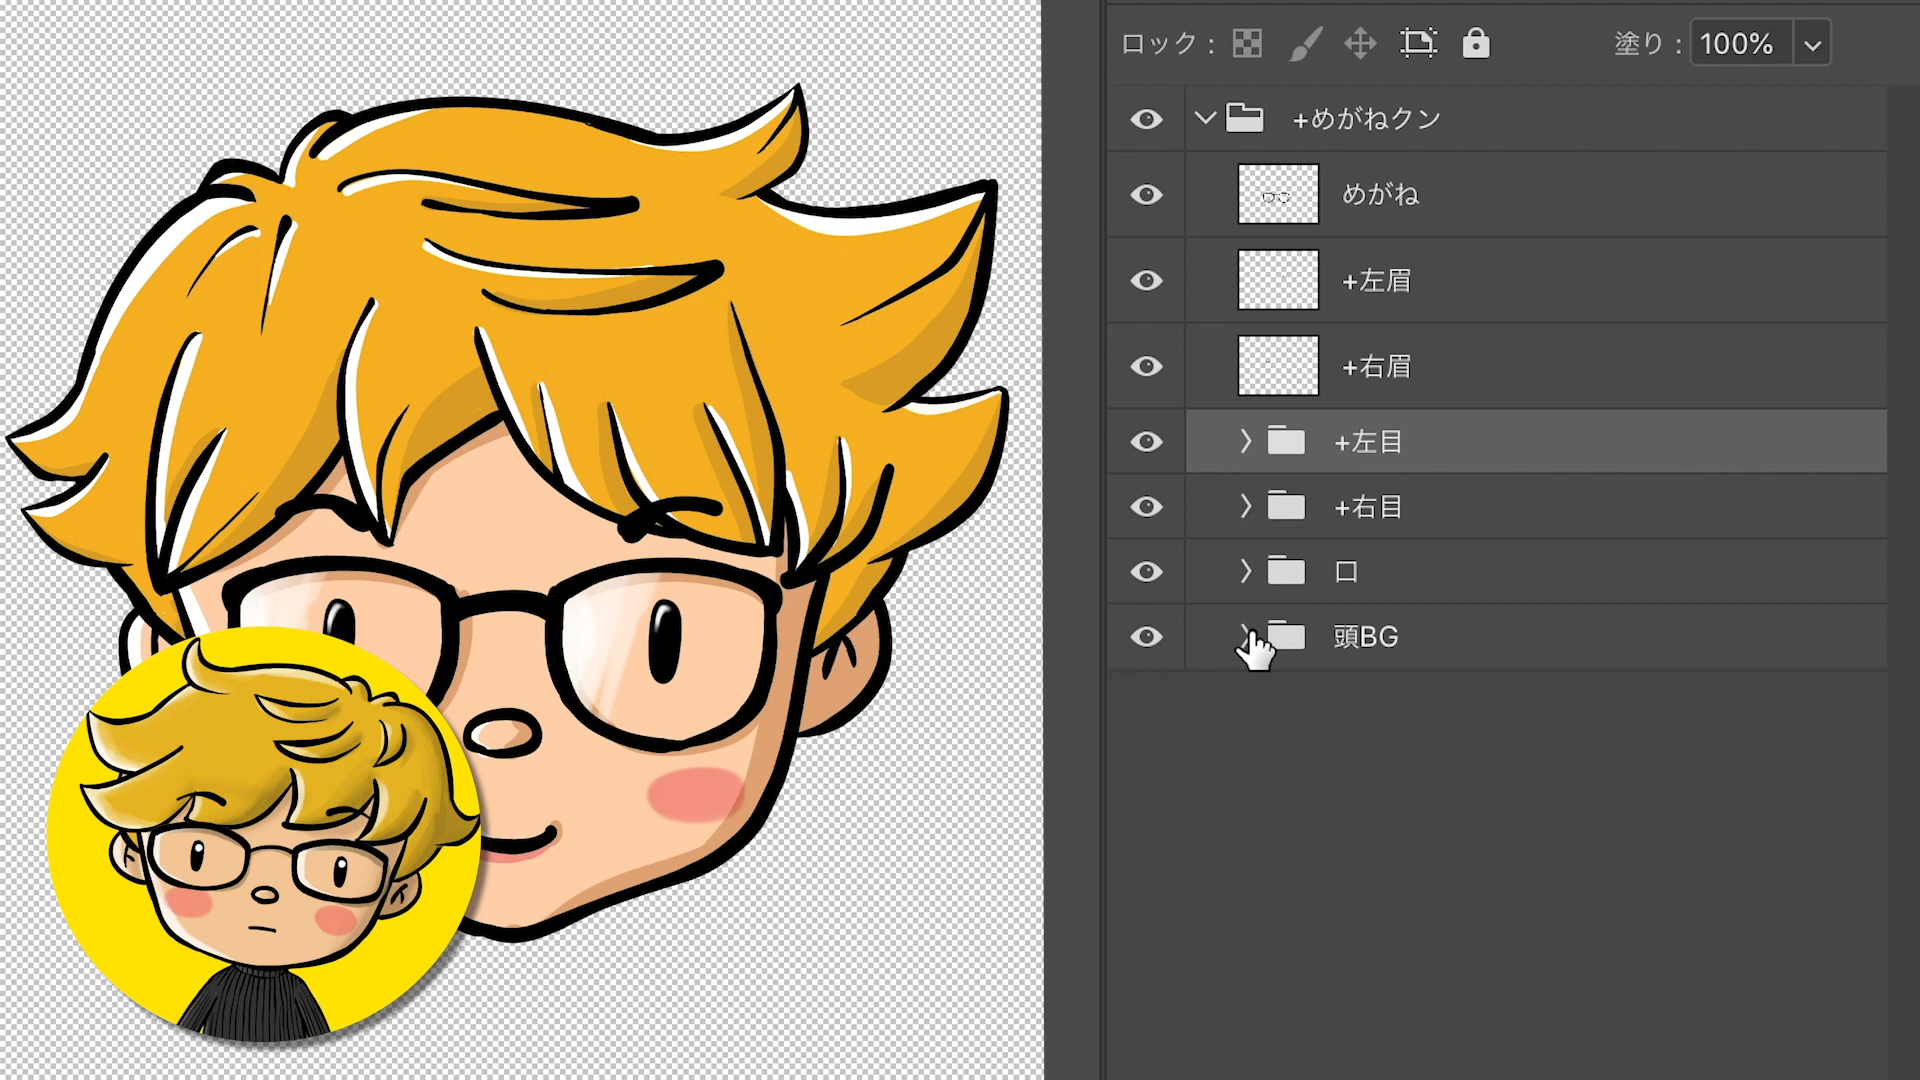 ロック： 塗り： 100%
+めがねクン
めがね
+左眉
+右眉
+左目
+右目
口
頭BG